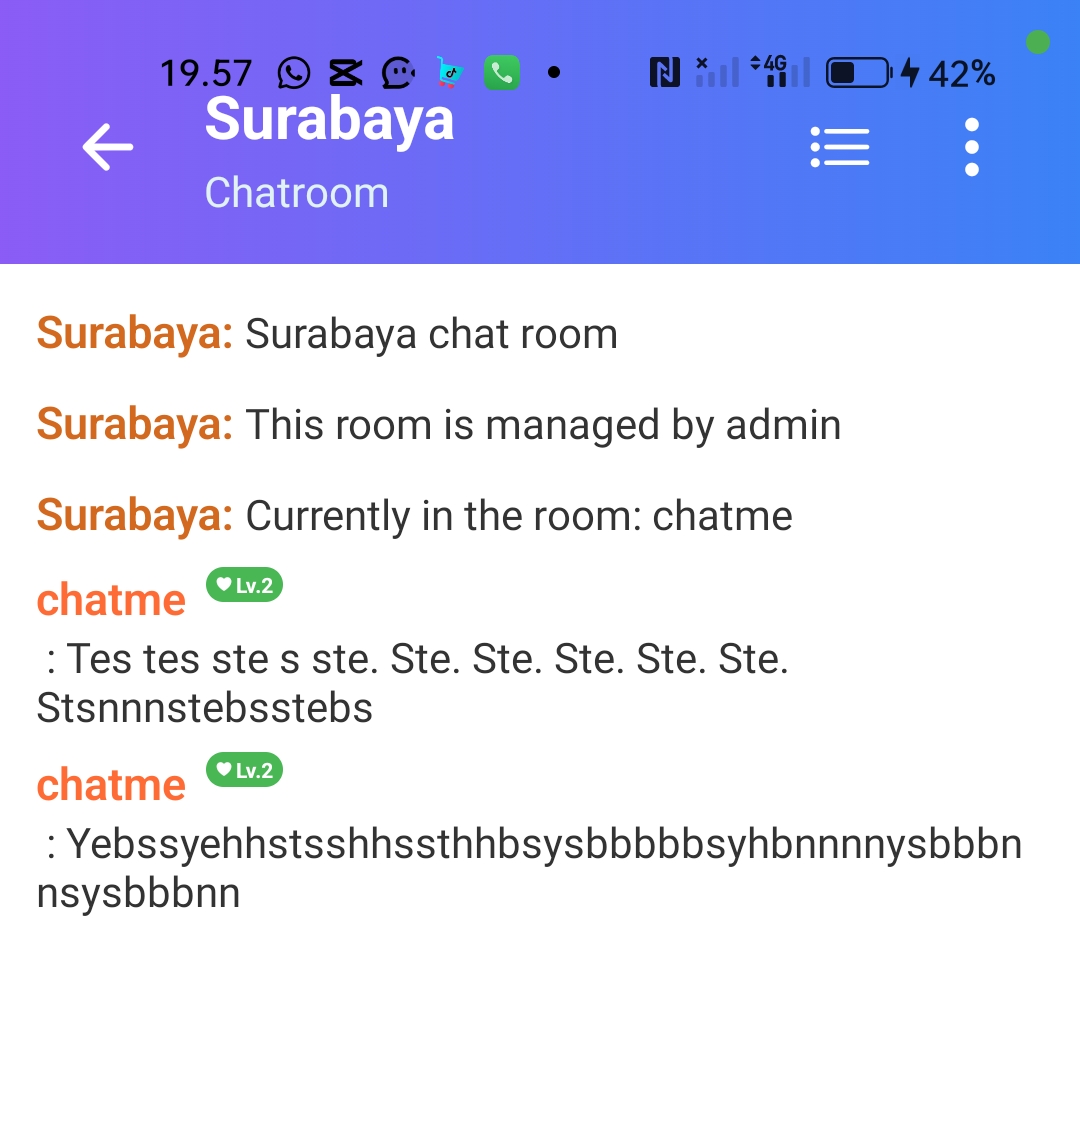 19.57 4G 42%
Surabaya
Chatroom
Surabaya: Surabaya chat room
Surabaya: This room is managed by admin
Surabaya: Currently in the room: chatme
chatme Lv.2
: Tes tes ste s ste. Ste. Ste. Ste. Ste. Ste.
Stsnnnstebsstebs
chatme Lv.2
: Yebssyehhstsshhssthhbsysbbbbbsyhbnnnnysbbbn
nsysbbbnn